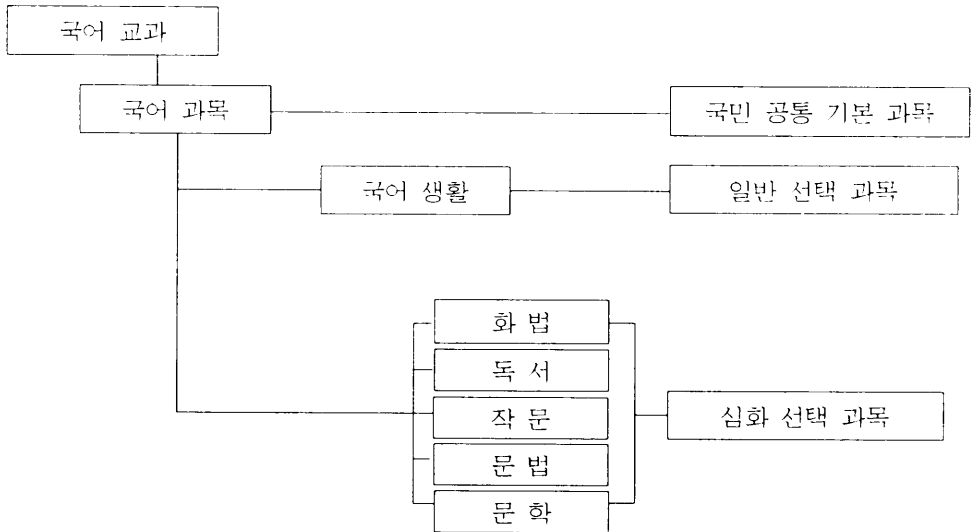 국어 교과
국어 과목
국민 공통 기본 과목
국어 생활
일반 선택 과목
화 법
독 서
작 문
심화 선택 과목
문 법
문 학